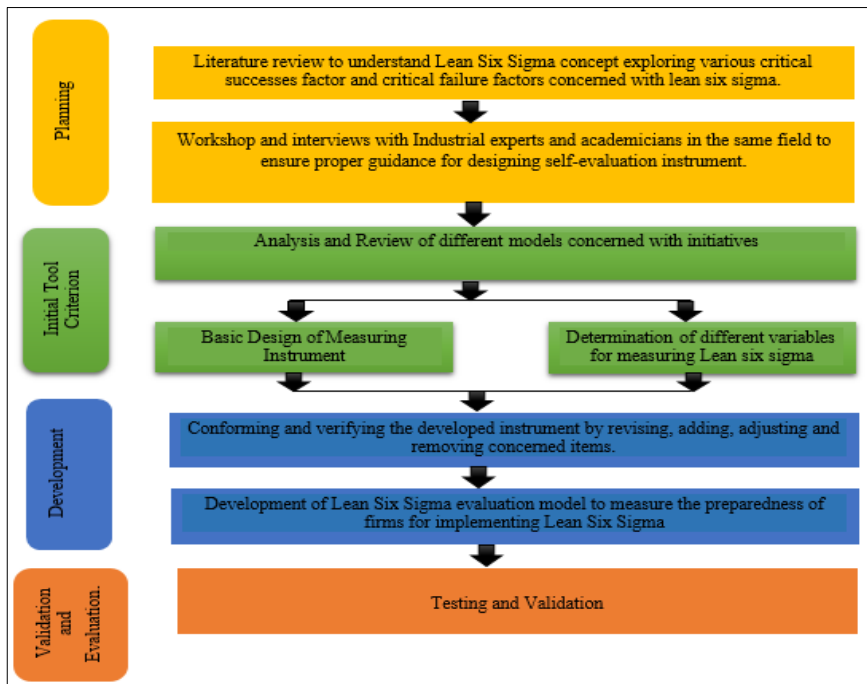 Planning
Literature review to understand Lean Six Sigma concept exploring various critical
successes factor and critical failure factors concerned with lean six sigma.
Workshop and interviews with Industrial experts and academicians in the same field to
ensure proper guidance for designing self-evaluation instrument.
Initial Tool
Criterion
Analysis and Review of different models concerned with initiatives
Basic Design of Measuring
Instrument
Determination of different variables
for measuring Lean six sigma
Development
Conforming and verifying the developed instrument by revising, adding, adjusting and
removing concerned items.
Development of Lean Six Sigma evaluation model to measure the preparedness of
firms for implementing Lean Six Sigma
Validation
and
Evaluation.
Testing and Validation